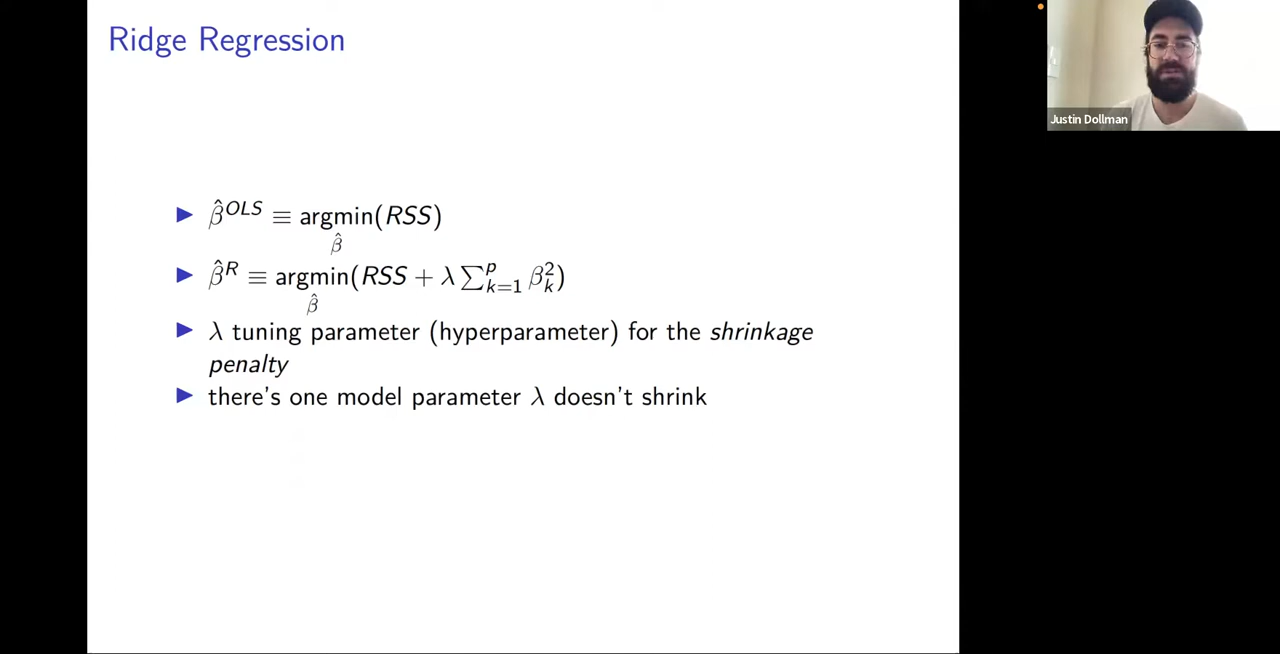 Ridge Regression
Justin Dollman
▶ β̂^OLS ≡ argmin(RSS)
β̂
▶ β̂^R ≡ argmin(RSS + λ ∑_{k=1}^{p} β_k^2)
β̂
▶ λ tuning parameter (hyperparameter) for the shrinkage
penalty
▶ there's one model parameter λ doesn't shrink